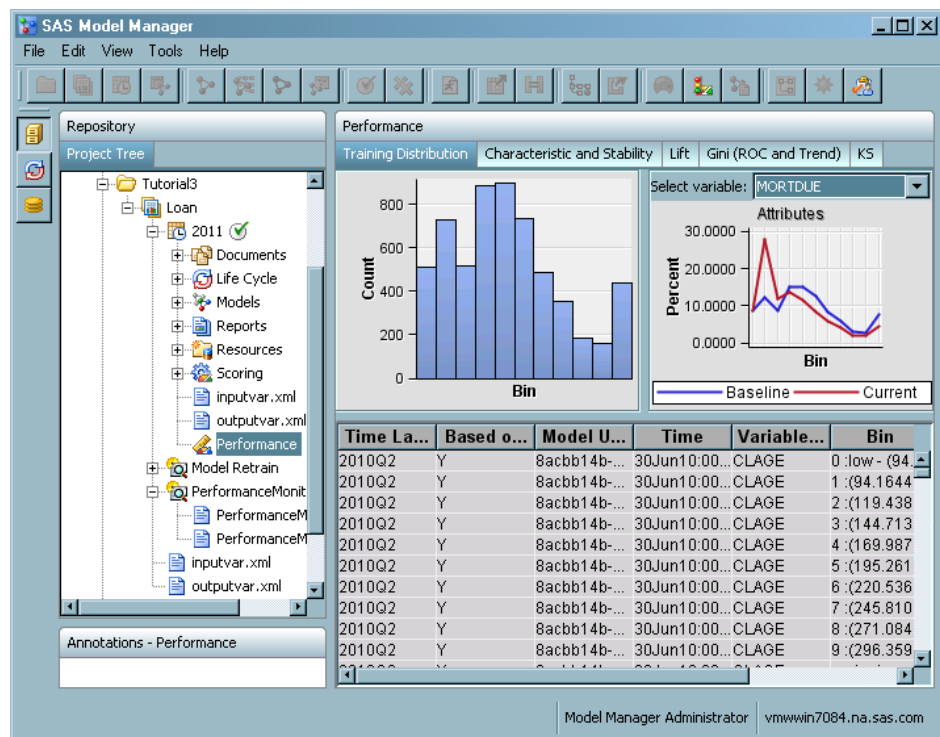 SAS Model Manager
File Edit View Tools Help
Repository
Project Tree
Tutorial3
Loan
2011
Documents
Life Cycle
Models
Reports
Resources
Scoring
inputvar.xml
outputvar.xml
Performance
Model Retrain
PerformanceMonit
PerformanceM
PerformanceM
inputvar.xml
outputvar.xml
Annotations - Performance
Performance
Training Distribution Characteristic and Stability Lift Gini (ROC and Trend) KS
800
600
400
200
0
Count
Bin
Select variable: MORTDUE
Attributes
30.0000
20.0000
10.0000
0.0000
Percent
Bin
Baseline Current
Time La... Based o... Model U... Time Variable... Bin
2010Q2 Y 8acbb14b-... 30Jun10:00... CLAGE 0 :low - (94.
2010Q2 Y 8acbb14b-... 30Jun10:00... CLAGE 1 :(94.1644
2010Q2 Y 8acbb14b-... 30Jun10:00... CLAGE 2 :(119.438
2010Q2 Y 8acbb14b-... 30Jun10:00... CLAGE 3 :(144.713
2010Q2 Y 8acbb14b-... 30Jun10:00... CLAGE 4 :(169.987
2010Q2 Y 8acbb14b-... 30Jun10:00... CLAGE 5 :(195.261
2010Q2 Y 8acbb14b-... 30Jun10:00... CLAGE 6 :(220.536
2010Q2 Y 8acbb14b-... 30Jun10:00... CLAGE 7 :(245.810
2010Q2 Y 8acbb14b-... 30Jun10:00... CLAGE 8 :(271.084
2010Q2 Y 8acbb14b-... 30Jun10:00... CLAGE 9 :(296.359
Model Manager Administrator vmwwin7084.na.sas.com